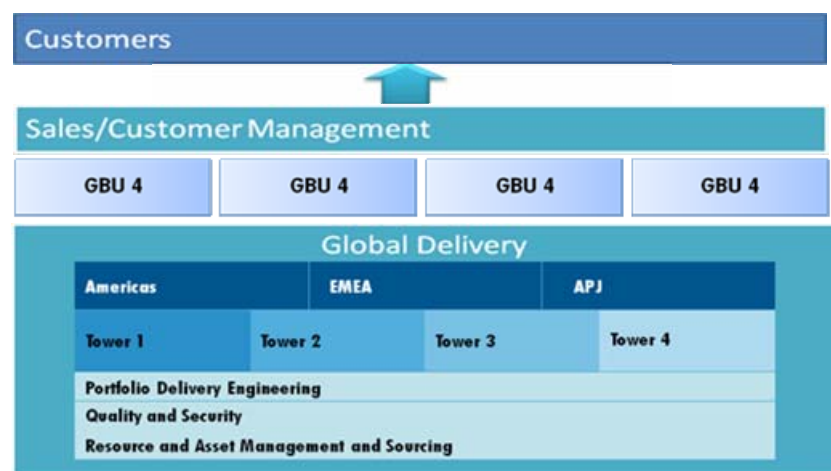 Customers
Sales/Customer Management
GBU 4 GBU 4 GBU 4 GBU 4
Global Delivery
Americas EMEA APJ
Tower 1 Tower 2 Tower 3 Tower 4
Portfolio Delivery Engineering
Quality and Security
Resource and Asset Management and Sourcing